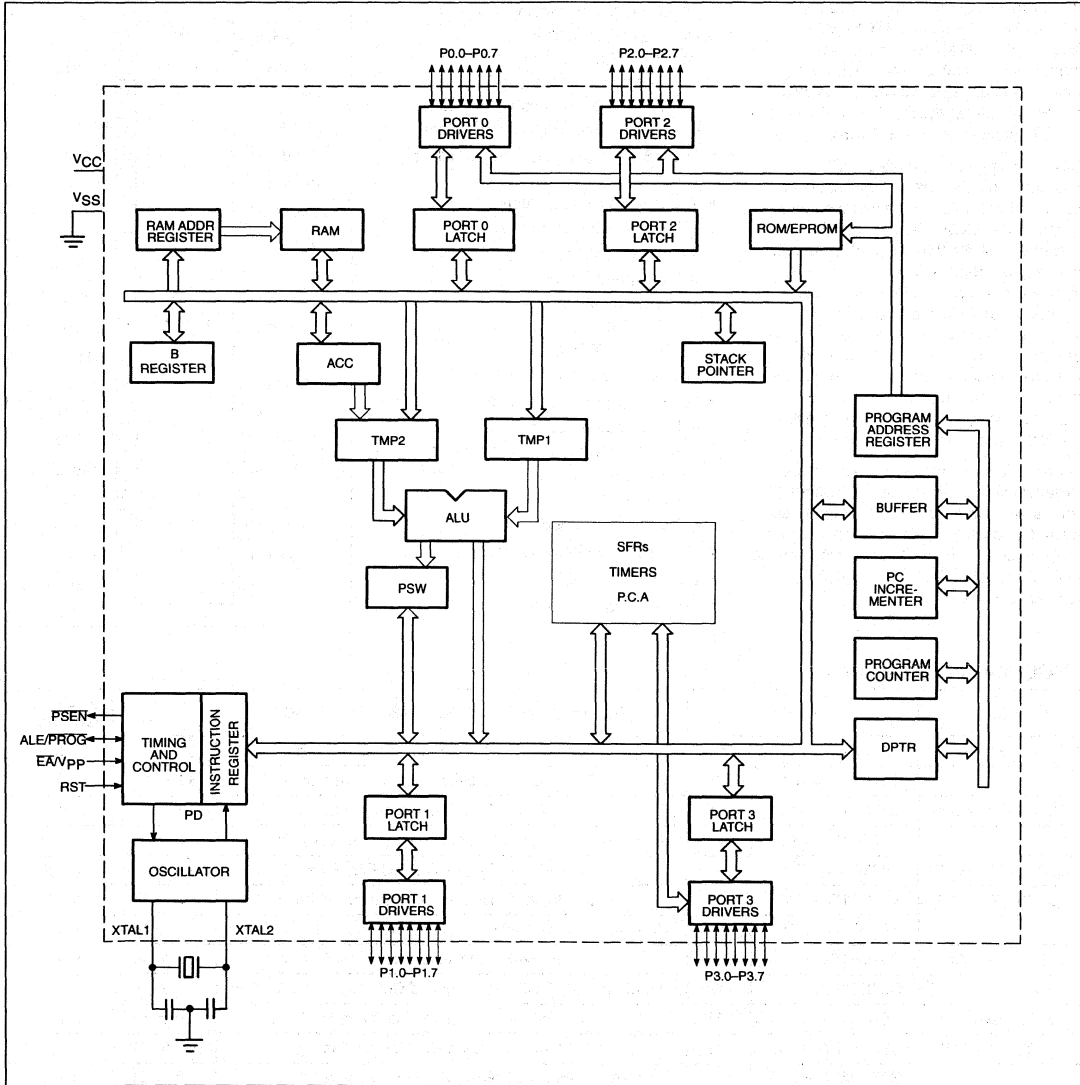 P0.0–P0.7
P2.0–P2.7
PORT 0
DRIVERS
PORT 2
DRIVERS
VCC
VSS
RAM ADDR
REGISTER
RAM
PORT 0
LATCH
PORT 2
LATCH
ROM/EPROM
B
REGISTER
ACC
STACK
POINTER
TMP2
TMP1
PROGRAM
ADDRESS
REGISTER
ALU
BUFFER
SFRs
TIMERS
P.C.A
PSW
PC
INCRE-
MENTER
PROGRAM
COUNTER
PSEN
ALE/PROG
EA/VPP
RST
TIMING
AND
CONTROL
INSTRUCTION
REGISTER
DPTR
PD
PORT 1
LATCH
PORT 3
LATCH
OSCILLATOR
PORT 1
DRIVERS
PORT 3
DRIVERS
XTAL1
XTAL2
P1.0–P1.7
P3.0–P3.7